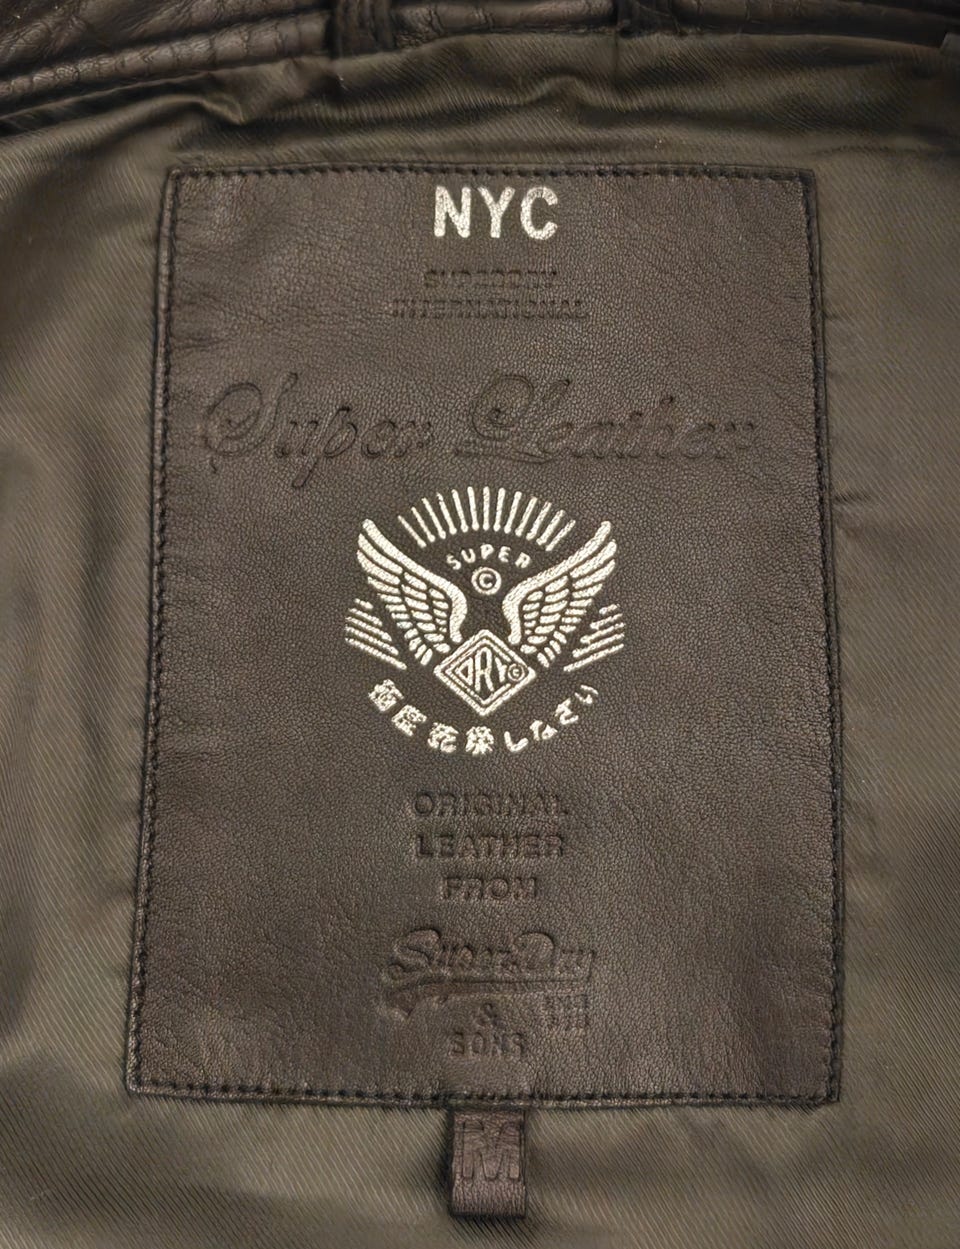 NYC
SUPERDRY
INTERNATIONAL
Super Leather
SUPER
©
DRY©
極度乾燥しなさい
ORIGINAL
LEATHER
FROM
SuperDry
&
SONS
M